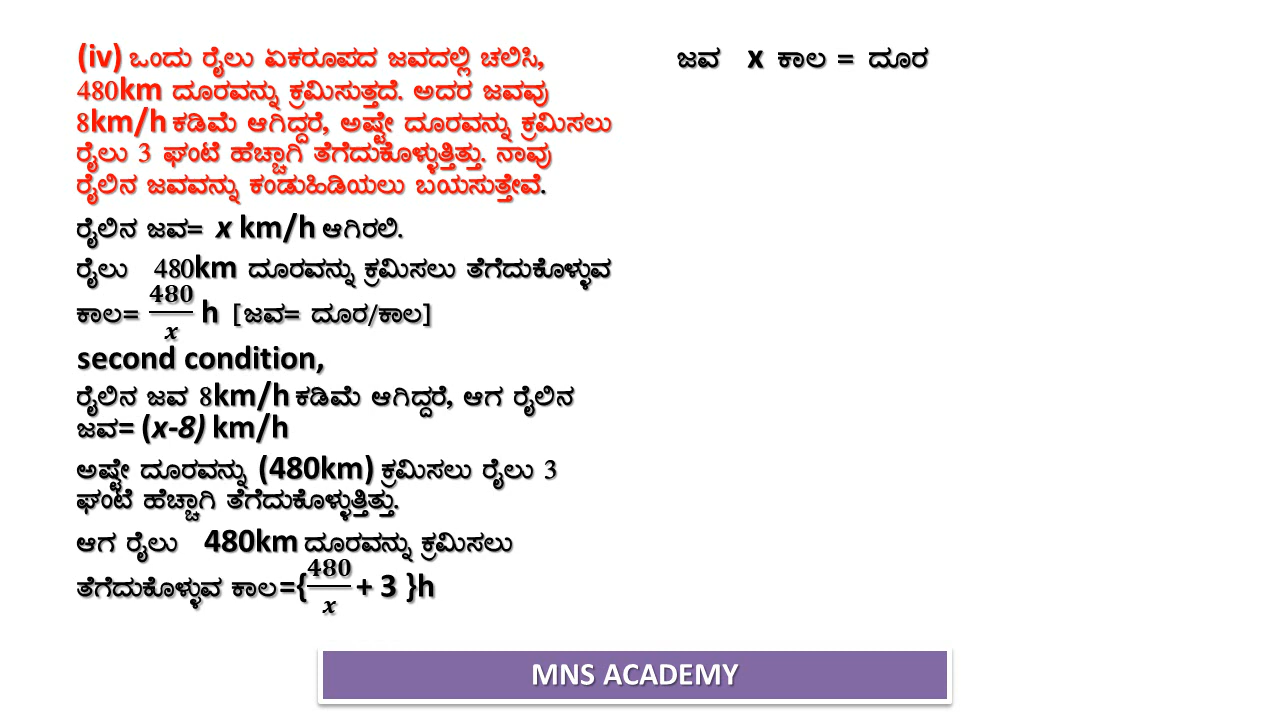 (iv) ಒಂದು ರೈಲು ಏಕರೂಪದ ಜವದಲ್ಲಿ ಚಲಿಸಿ,
480km ದೂರವನ್ನು ಕ್ರಮಿಸುತ್ತದೆ. ಅದರ ಜವವು
8km/h ಕಡಿಮೆ ಆಗಿದ್ದರೆ, ಅಷ್ಟೇ ದೂರವನ್ನು ಕ್ರಮಿಸಲು
ರೈಲು 3 ಘಂಟೆ ಹೆಚ್ಚಾಗಿ ತೆಗೆದುಕೊಳ್ಳುತ್ತಿತ್ತು. ನಾವು
ರೈಲಿನ ಜವವನ್ನು ಕಂಡುಹಿಡಿಯಲು ಬಯಸುತ್ತೇವೆ.
ರೈಲಿನ ಜವ= x km/h ಆಗಿರಲಿ.
ರೈಲು 480km ದೂರವನ್ನು ಕ್ರಮಿಸಲು ತೆಗೆದುಕೊಳ್ಳುವ
ಕಾಲ= 480/x h [ಜವ= ದೂರ/ಕಾಲ]
second condition,
ರೈಲಿನ ಜವ 8km/h ಕಡಿಮೆ ಆಗಿದ್ದರೆ, ಆಗ ರೈಲಿನ
ಜವ= (x-8) km/h
ಅಷ್ಟೇ ದೂರವನ್ನು (480km) ಕ್ರಮಿಸಲು ರೈಲು 3
ಘಂಟೆ ಹೆಚ್ಚಾಗಿ ತೆಗೆದುಕೊಳ್ಳುತ್ತಿತ್ತು.
ಆಗ ರೈಲು 480km ದೂರವನ್ನು ಕ್ರಮಿಸಲು
ತೆಗೆದುಕೊಳ್ಳುವ ಕಾಲ={480/x + 3 }h
ಜವ x ಕಾಲ = ದೂರ
MNS ACADEMY